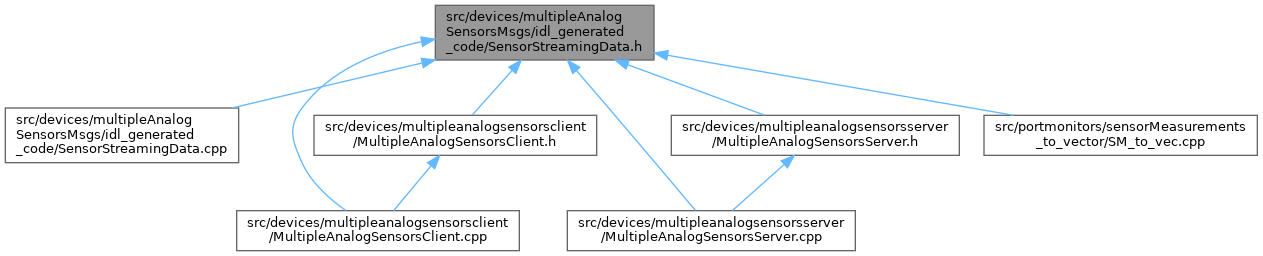 src/devices/multipleAnalog
SensorsMsgs/idl_generated
_code/SensorStreamingData.h
src/devices/multipleAnalog
SensorsMsgs/idl_generated
_code/SensorStreamingData.cpp
src/devices/multipleanalogsensorsclient
/MultipleAnalogSensorsClient.h
src/devices/multipleanalogsensorsserver
/MultipleAnalogSensorsServer.h
src/portmonitors/sensorMeasurements
_to_vector/SM_to_vec.cpp
src/devices/multipleanalogsensorsclient
/MultipleAnalogSensorsClient.cpp
src/devices/multipleanalogsensorsserver
/MultipleAnalogSensorsServer.cpp